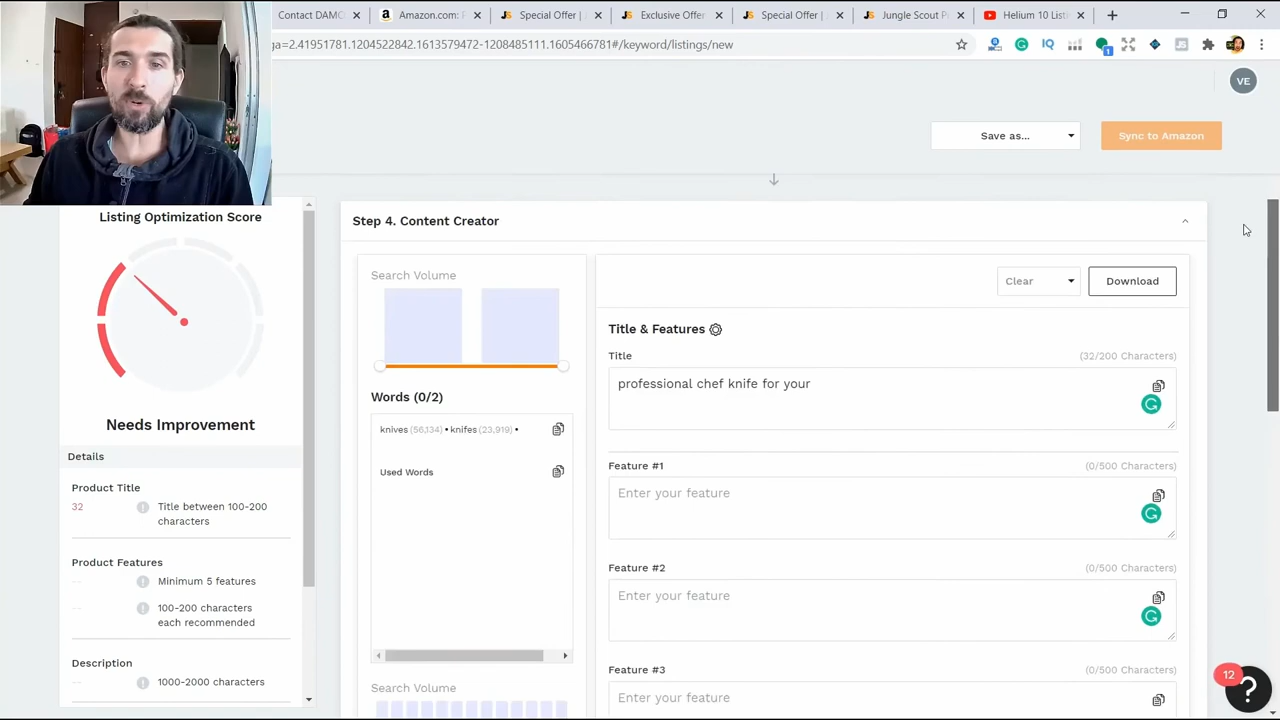 Contact DAMG
Amazon.com: F
Special Offer
Exclusive Offer
Special Offer
Jungle Scout P
Helium 10 List
ga=2.41951781.1204522842.1613579472-1208485111.1605466781#/keyword/listings/new
VE
Save as...
Sync to Amazon
Listing Optimization Score
Needs Improvement
Details
Product Title
32
Title between 100-200
characters
Product Features
--
Minimum 5 features
--
100-200 characters
each recommended
Description
--
1000-2000 characters
Step 4. Content Creator
Search Volume
Words (0/2)
knives (56,134) • knifes (23,919) •
Used Words
Search Volume
Clear
Download
Title & Features
Title
(32/200 Characters)
professional chef knife for your
Feature #1
(0/500 Characters)
Enter your feature
Feature #2
(0/500 Characters)
Enter your feature
Feature #3
(0/500 Characters)
Enter your feature
12
?